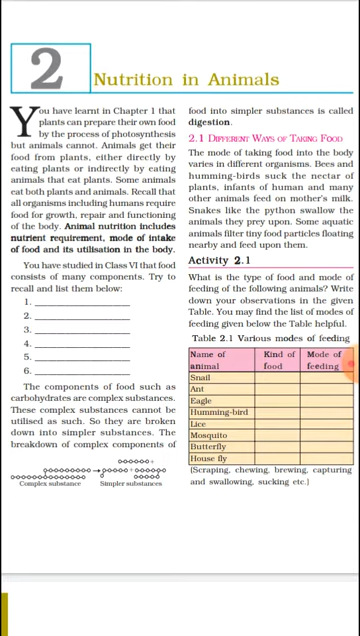 2
Nutrition in Animals
You have learnt in Chapter 1 that
plants can prepare their own food
by the process of photosynthesis
but animals cannot. Animals get their
food from plants, either directly by
eating plants or indirectly by eating
animals that eat plants. Some animals
eat both plants and animals. Recall that
all organisms including humans require
food for growth, repair and functioning
of the body. Animal nutrition includes
nutrient requirement, mode of intake
of food and its utilisation in the body.
You have studied in Class VI that food
consists of many components. Try to
recall and list them below:
1. ____________________
2. ____________________
3. ____________________
4. ____________________
5. ____________________
6. ____________________
The components of food such as
carbohydrates are complex substances.
These complex substances cannot be
utilised as such. So they are broken
down into simpler substances. The
breakdown of complex components of
Complex substance
Simpler substances
food into simpler substances is called
digestion.
2.1 DIFFERENT WAYS OF TAKING FOOD
The mode of taking food into the body
varies in different organisms. Bees and
humming-birds suck the nectar of
plants, infants of human and many
other animals feed on mother's milk.
Snakes like the python swallow the
animals they prey upon. Some aquatic
animals filter tiny food particles floating
nearby and feed upon them.
Activity 2.1
What is the type of food and mode of
feeding of the following animals? Write
down your observations in the given
Table. You may find the list of modes of
feeding given below the Table helpful.
Table 2.1 Various modes of feeding
Name of animal Kind of food Mode of feeding
Snail
Ant
Eagle
Humming-bird
Lice
Mosquito
Butterfly
House fly
(Scraping, chewing, brewing, capturing
and swallowing, sucking etc.)